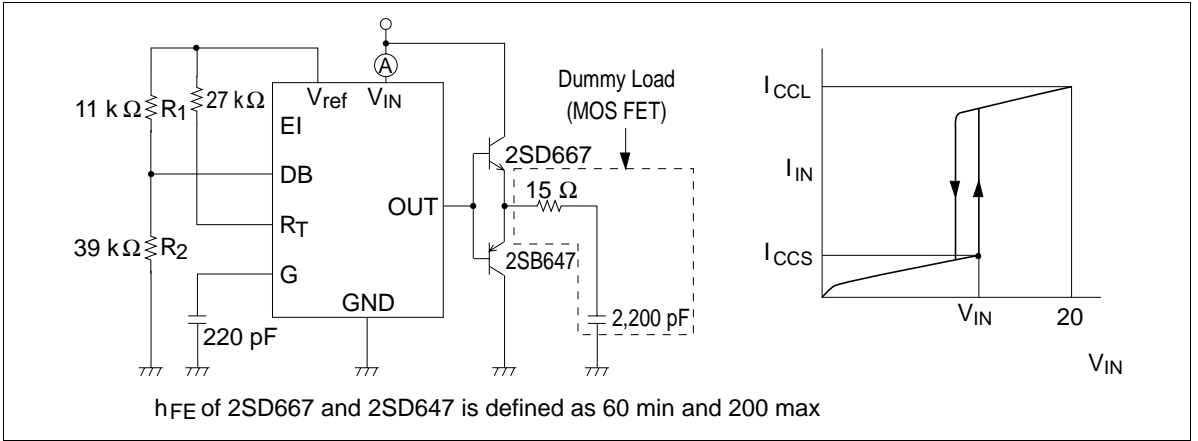 A
11 kΩ
R1
27 kΩ
Vref
VIN
EI
DB
RT
G
GND
OUT
39 kΩ
R2
220 pF
Dummy Load
(MOS FET)
2SD667
15 Ω
2SB647
2,200 pF
ICCL
IIN
ICCS
VIN
20
VIN
hFE of 2SD667 and 2SD647 is defined as 60 min and 200 max